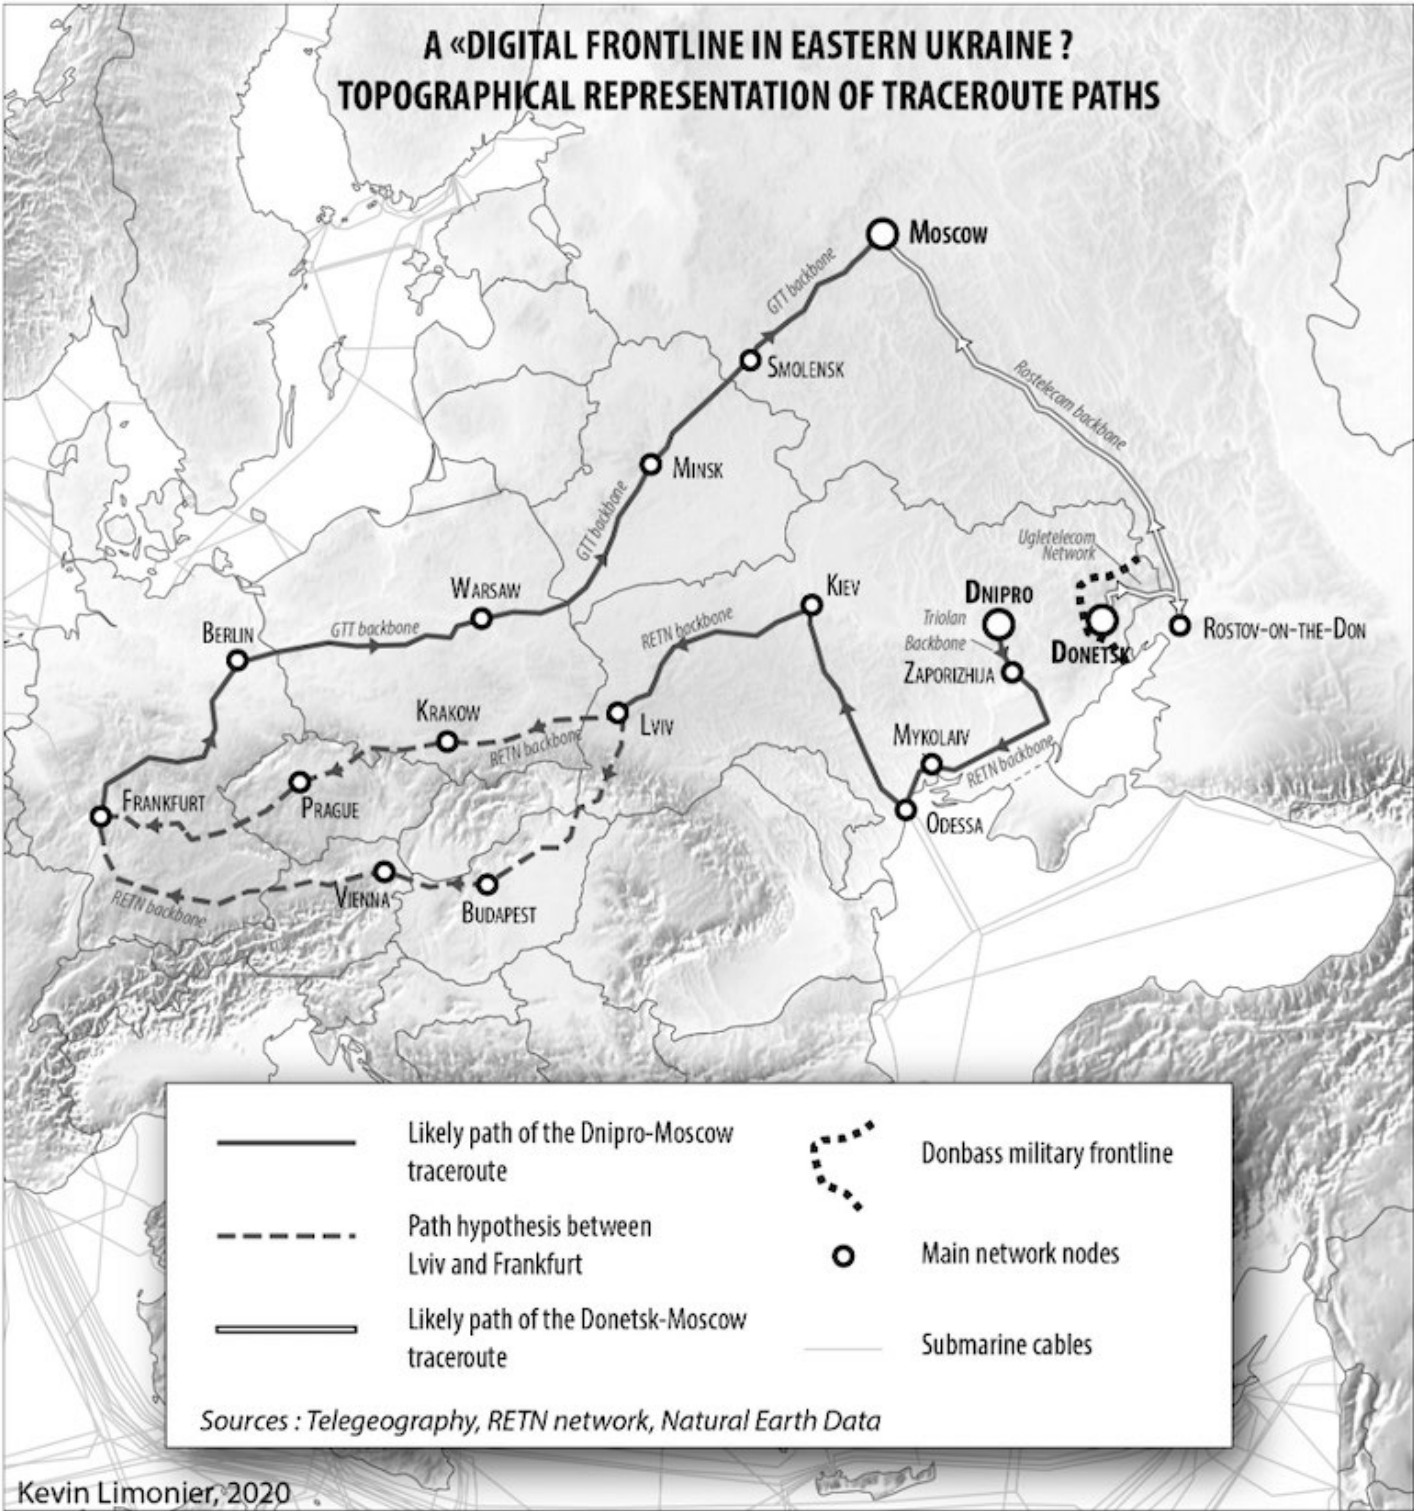 A «DIGITAL FRONTLINE IN EASTERN UKRAINE ?
TOPOGRAPHICAL REPRESENTATION OF TRACEROUTE PATHS
MOSCOW
GTT backbone
SMOLENSK
Rostelecom backbone
MINSK
GTT backbone
Ugletelecom
Network
WARSAW
KIEV
DNIPRO
BERLIN
GTT backbone
RETN backbone
Triolan
Backbone
ROSTOV-ON-THE-DON
DONETSK
ZAPORIZHIJA
KRAKOW
LVIV
MYKOLAIV
RETN backbone
RETN backbone
FRANKFURT
PRAGUE
ODESSA
VIENNA
RETN backbone
BUDAPEST
Likely path of the Dnipro-Moscow
traceroute
Donbass military frontline
Path hypothesis between
Lviv and Frankfurt
Main network nodes
Likely path of the Donetsk-Moscow
traceroute
Submarine cables
Sources : Telegeography, RETN network, Natural Earth Data
Kevin Limonier, 2020